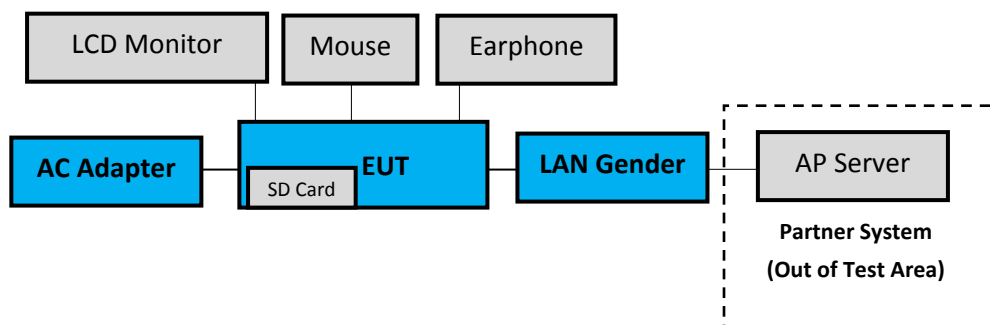 LCD Monitor
Mouse
Earphone
AC Adapter
EUT
SD Card
LAN Gender
AP Server
Partner System
(Out of Test Area)